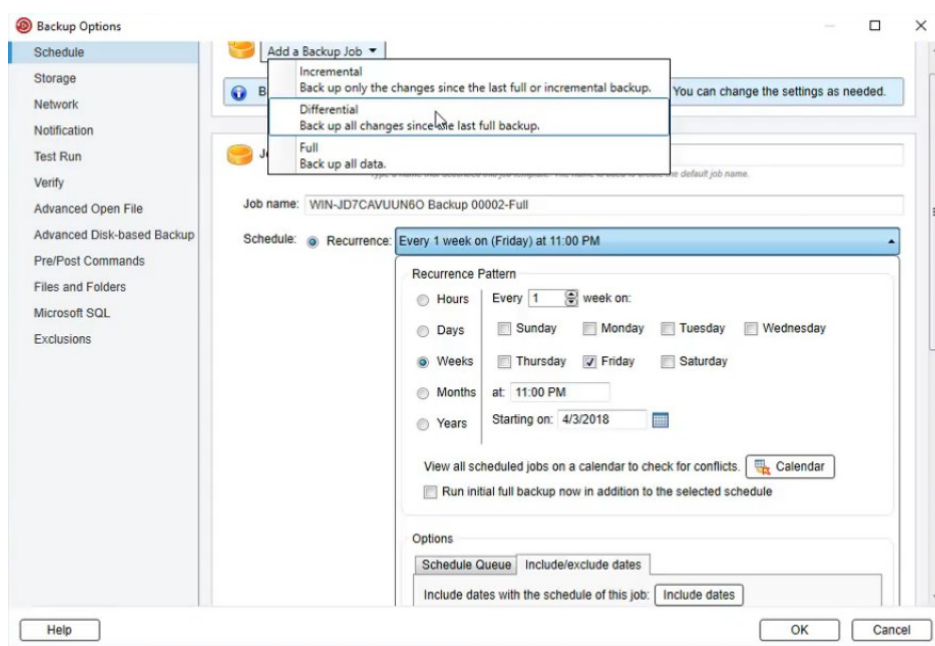 Backup Options
Schedule
Storage
Network
Notification
Test Run
Verify
Advanced Open File
Advanced Disk-based Backup
Pre/Post Commands
Files and Folders
Microsoft SQL
Exclusions
Add a Backup Job
Incremental
Back up only the changes since the last full or incremental backup.
Differential
Back up all changes since the last full backup.
Full
Back up all data.
B
You can change the settings as needed.
the default job name.
Job name: WIN-JD7CAVUUN6O Backup 00002-Full
Schedule: Recurrence: Every 1 week on (Friday) at 11:00 PM
Recurrence Pattern
Hours Every 1 week on:
Days Sunday Monday Tuesday Wednesday
Weeks Thursday Friday Saturday
Months at: 11:00 PM
Years Starting on: 4/3/2018
View all scheduled jobs on a calendar to check for conflicts. Calendar
Run initial full backup now in addition to the selected schedule
Options
Schedule Queue Include/exclude dates
Include dates with the schedule of this job: Include dates
Help OK Cancel